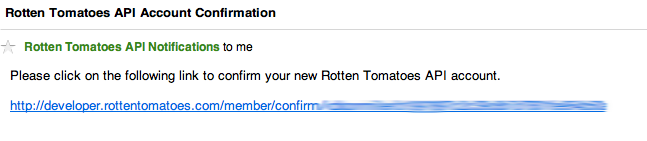 Rotten Tomatoes API Account Confirmation
Rotten Tomatoes API Notifications to me
Please click on the following link to confirm your new Rotten Tomatoes API account.
http://developer.rottentomatoes.com/member/confirm